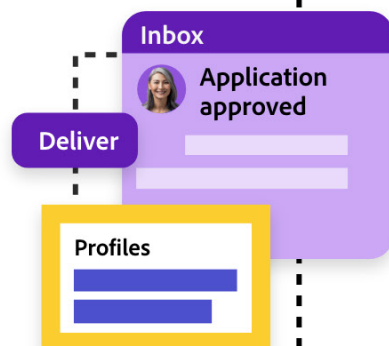 Inbox
Application
approved
Deliver
Profiles